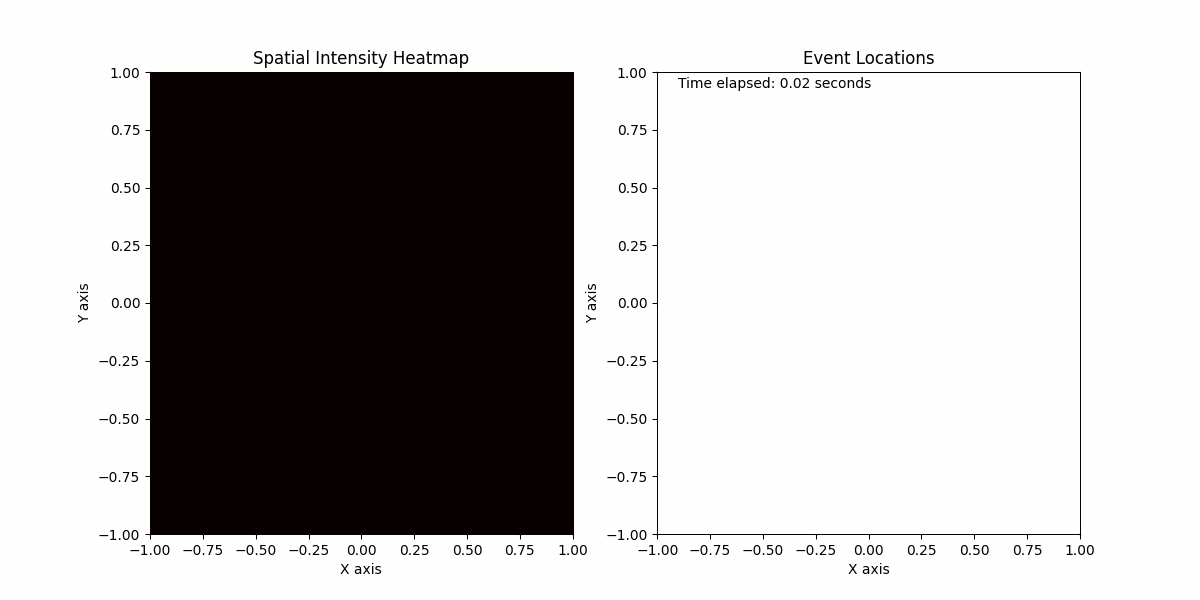 Spatial Intensity Heatmap
1.00
0.75
0.50
0.25
0.00
−0.25
−0.50
−0.75
−1.00
Y axis
−1.00 −0.75 −0.50 −0.25 0.00 0.25 0.50 0.75 1.00
X axis
Event Locations
Time elapsed: 0.02 seconds
1.00
0.75
0.50
0.25
0.00
−0.25
−0.50
−0.75
−1.00
Y axis
−1.00 −0.75 −0.50 −0.25 0.00 0.25 0.50 0.75 1.00
X axis